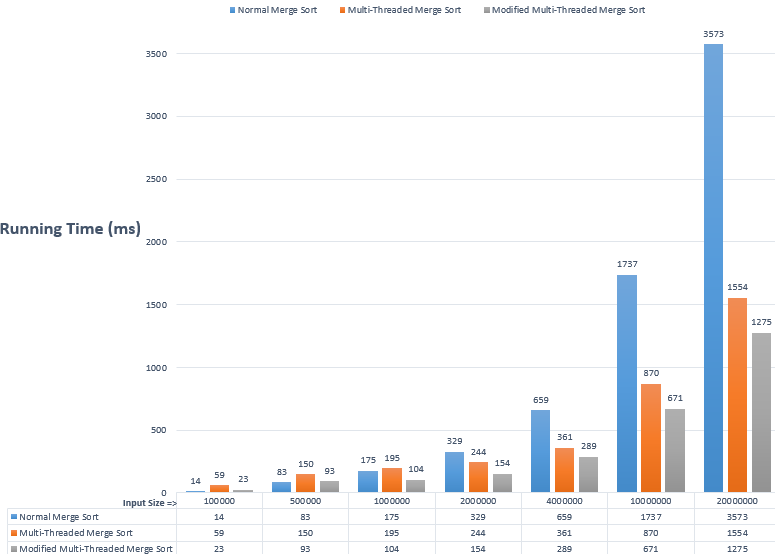 Normal Merge Sort Multi-Threaded Merge Sort Modified Multi-Threaded Merge Sort
3573
3500
3000
2500
Running Time (ms)
2000
1737
1554
1500
1275
1000
870
671
659
500
361
329
289
244
175 195
150
154
83 93 104
14 59 23
0
Input Size => 100000 500000 1000000 2000000 4000000 10000000 20000000
Normal Merge Sort 14 83 175 329 659 1737 3573
Multi-Threaded Merge Sort 59 150 195 244 361 870 1554
Modified Multi-Threaded Merge Sort 23 93 104 154 289 671 1275